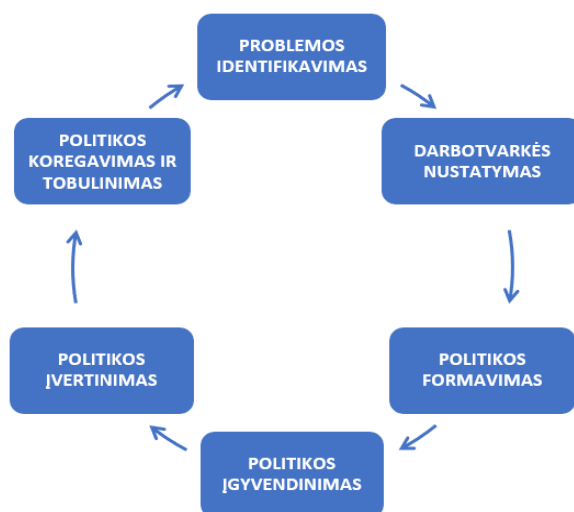 PROBLEMOS
IDENTIFIKAVIMAS
DARBOTVARKĖS
NUSTATYMAS
POLITIKOS
FORMAVIMAS
POLITIKOS
ĮGYVENDINIMAS
POLITIKOS
ĮVERTINIMAS
POLITIKOS
KOREGAVIMAS IR
TOBULINIMAS